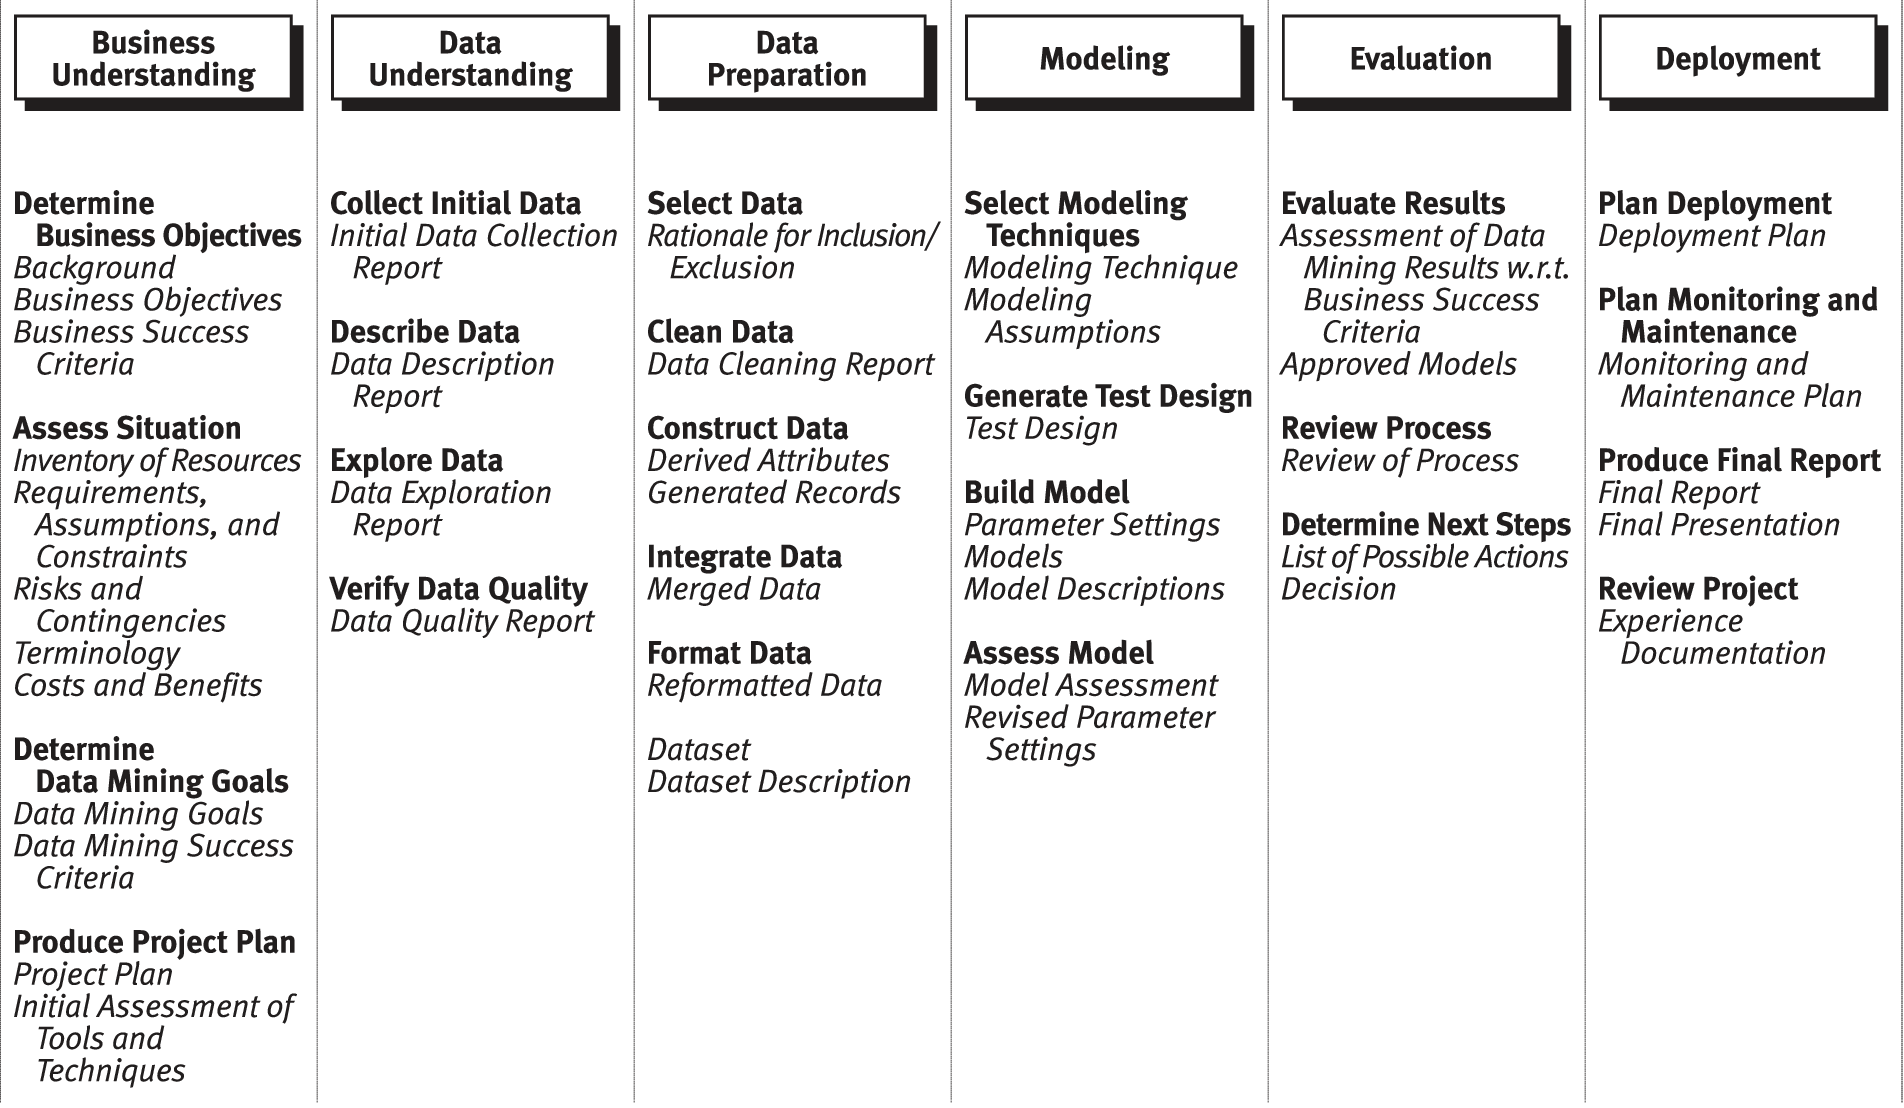 Business
Understanding
Determine
Business Objectives
Background
Business Objectives
Business Success
Criteria
Assess Situation
Inventory of Resources
Requirements,
Assumptions, and
Constraints
Risks and
Contingencies
Terminology
Costs and Benefits
Determine
Data Mining Goals
Data Mining Goals
Data Mining Success
Criteria
Produce Project Plan
Project Plan
Initial Assessment of
Tools and
Techniques
Data
Understanding
Collect Initial Data
Initial Data Collection
Report
Describe Data
Data Description
Report
Explore Data
Data Exploration
Report
Verify Data Quality
Data Quality Report
Data
Preparation
Select Data
Rationale for Inclusion/
Exclusion
Clean Data
Data Cleaning Report
Construct Data
Derived Attributes
Generated Records
Integrate Data
Merged Data
Format Data
Reformatted Data
Dataset
Dataset Description
Modeling
Select Modeling
Techniques
Modeling Technique
Modeling
Assumptions
Generate Test Design
Test Design
Build Model
Parameter Settings
Models
Model Descriptions
Assess Model
Model Assessment
Revised Parameter
Settings
Evaluation
Evaluate Results
Assessment of Data
Mining Results w.r.t.
Business Success
Criteria
Approved Models
Review Process
Review of Process
Determine Next Steps
List of Possible Actions
Decision
Deployment
Plan Deployment
Deployment Plan
Plan Monitoring and
Maintenance
Monitoring and
Maintenance Plan
Produce Final Report
Final Report
Final Presentation
Review Project
Experience
Documentation